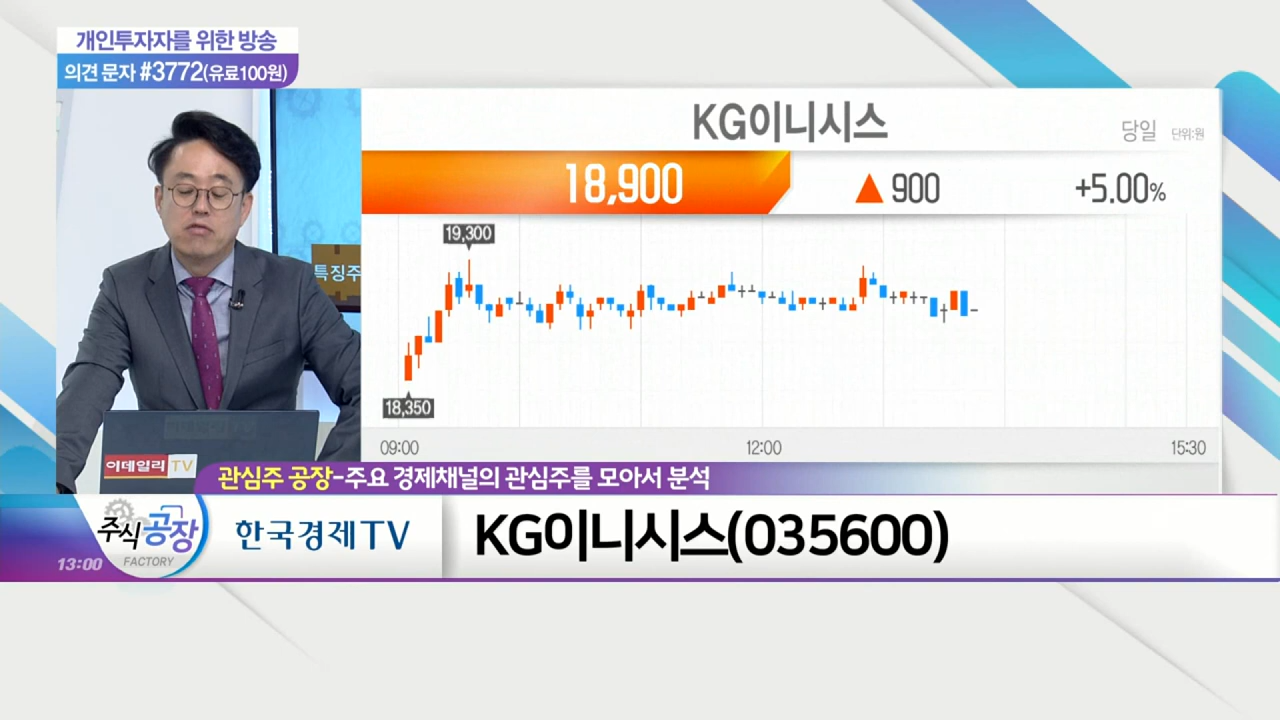 개인투자자를 위한 방송
의견 문자 #3772(유료100원)
KG이니시스
당일 단위:원
18,900 ▲ 900 +5.00%
특징주
19,300
18,350
09:00 12:00 15:30
이데일리 TV
관심주 공장-주요 경제채널의 관심주를 모아서 분석
주식공장
FACTORY
13:00
한국경제TV
KG이니시스(035600)